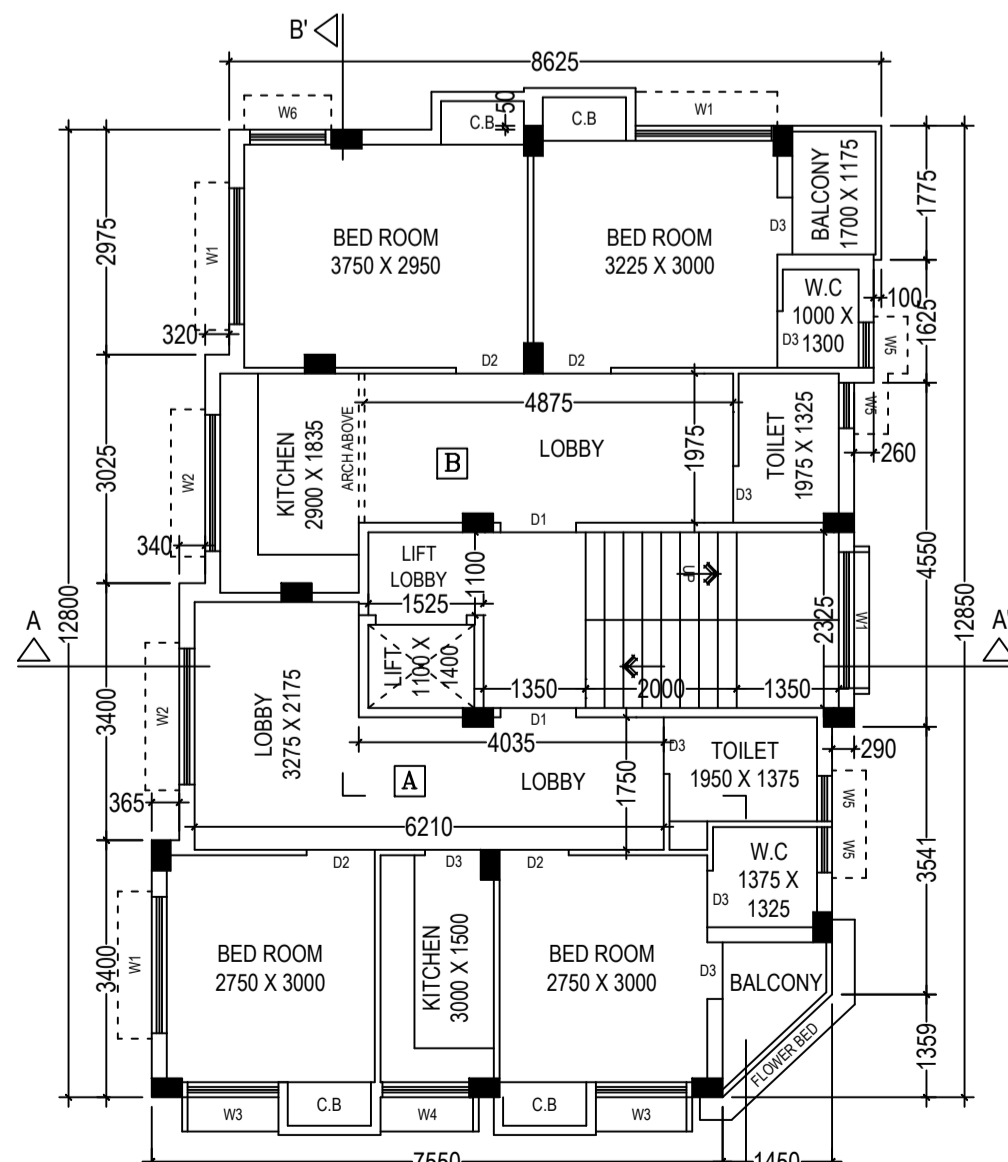 B'
8625
W6
C.B
50
C.B
W1
BED ROOM
3750 X 2950
BED ROOM
3225 X 3000
BALCONY
1700 X 1175
D3
W.C
1000 X
1300
D3
1775
1625
100
W5
W5
2975
W1
320
D2
D2
4875
LOBBY
B
KITCHEN
2900 X 1835
ARCH ABOVE
1975
TOILET
1975 X 1325
D3
260
3025
W2
340
D1
LIFT
LOBBY
1100
1525
UP
2325
W1
4550
12800
12850
A
A'
LIFT
1100 X
1400
1350
2000
1350
D1
3400
W2
LOBBY
3275 X 2175
4035
A
LOBBY
1750
D3
TOILET
1950 X 1375
290
365
6210
W5
W5
3541
D2
D3
D2
W.C
1375 X
1325
D3
3400
W1
BED ROOM
2750 X 3000
KITCHEN
3000 X 1500
BED ROOM
2750 X 3000
D3
BALCONY
FLOWER BED
1359
W3
C.B
W4
C.B
W3
7550
1450